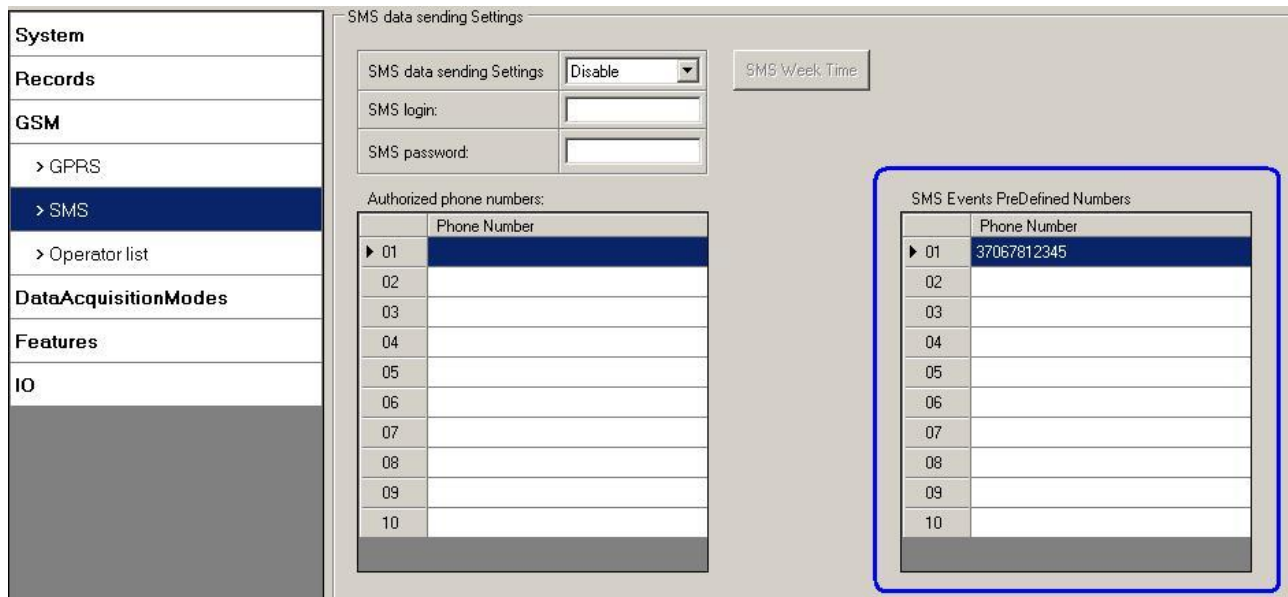 System
Records
GSM
> GPRS
> SMS
> Operator list
DataAcquisitionModes
Features
IO
SMS data sending Settings
SMS data sending Settings Disable SMS Week Time
SMS login:
SMS password:
Authorized phone numbers:
Phone Number
01
02
03
04
05
06
07
08
09
10
SMS Events PreDefined Numbers
Phone Number
01 37067812345
02
03
04
05
06
07
08
09
10